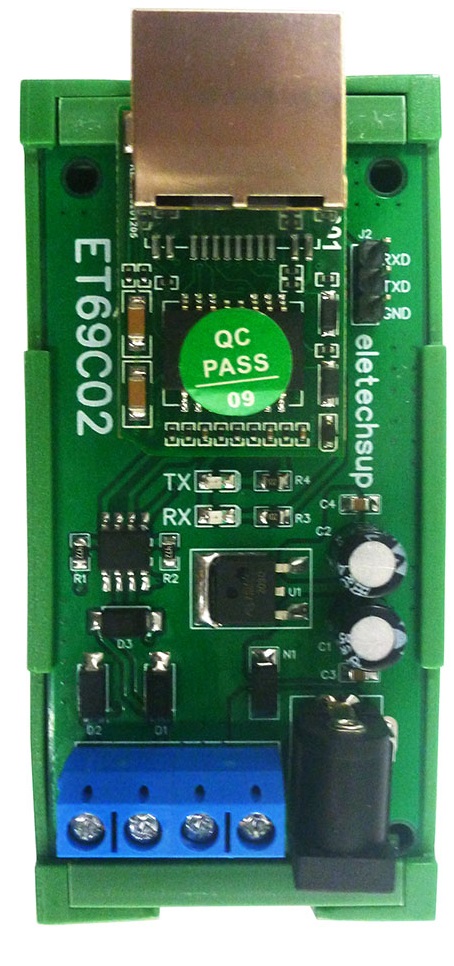 J2
RXD
TXD
GND
ET69C02
QC
PASS
09
eletechsup
TX
R4
RX
R3
C4
C2
R1
R2
U1
D3
N1
C1
C3
D2
D1